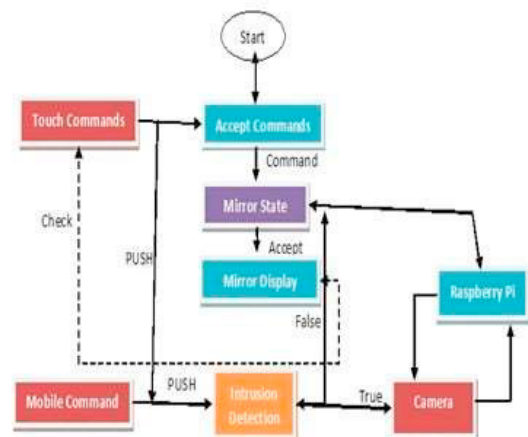 Start
Touch Commands
Accept Commands
Command
Mirror State
Check
Accept
PUSH
Mirror Display
Raspberry Pi
False
PUSH
Mobile Command
Intrusion
Detection
True
Camera